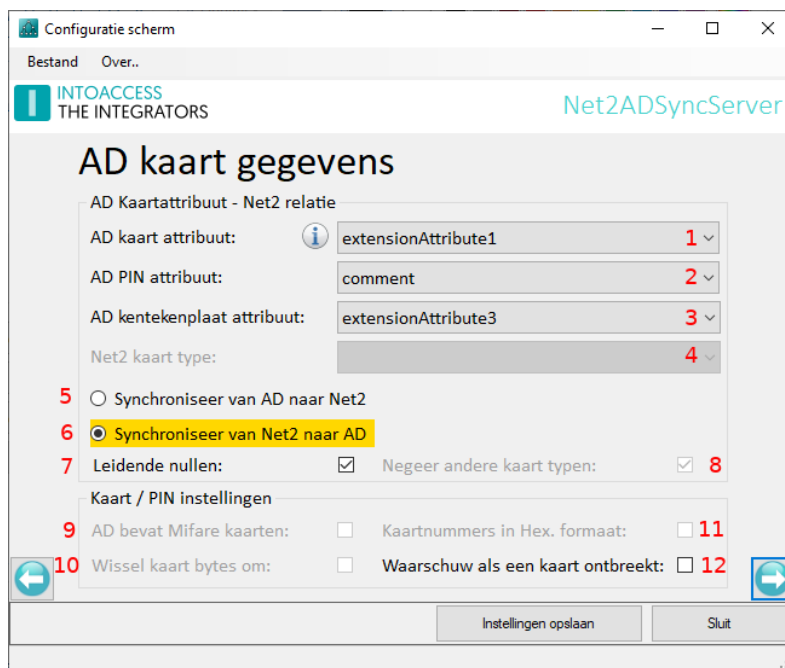 Configuratie scherm
Bestand Over..
INTOACCESS
THE INTEGRATORS
Net2ADSyncServer
AD kaart gegevens
AD Kaartattribuut - Net2 relatie
AD kaart attribuut: i extensionAttribute1 1
AD PIN attribuut: comment 2
AD kentekenplaat attribuut: extensionAttribute3 3
Net2 kaart type: 4
5 Synchroniseer van AD naar Net2
6 Synchroniseer van Net2 naar AD
7 Leidende nullen: Negeer andere kaart typen: 8
Kaart / PIN instellingen
9 AD bevat Mifare kaarten: Kaartnummers in Hex. formaat: 11
10 Wissel kaart bytes om: Waarschuw als een kaart ontbreekt: 12
Instellingen opslaan Sluit